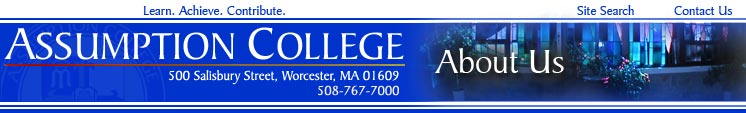 Learn. Achieve. Contribute. Site Search Contact Us
ASSUMPTION COLLEGE
About Us
500 Salisbury Street, Worcester, MA 01609
508-767-7000